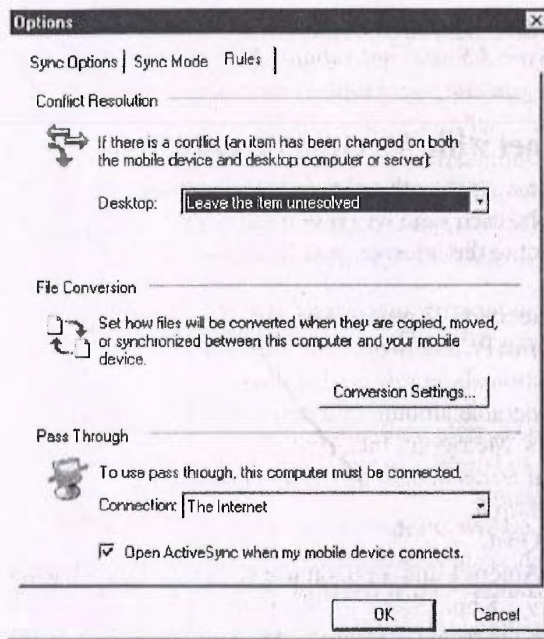 Options
Sync Options Sync Mode Rules
Conflict Resolution
If there is a conflict (an item has been changed on both
the mobile device and desktop computer or server):
Desktop: Leave the item unresolved
File Conversion
Set how files will be converted when they are copied, moved,
or synchronized between this computer and your mobile
device.
Conversion Settings...
Pass Through
To use pass through, this computer must be connected.
Connection: The Internet
Open ActiveSync when my mobile device connects.
OK Cancel